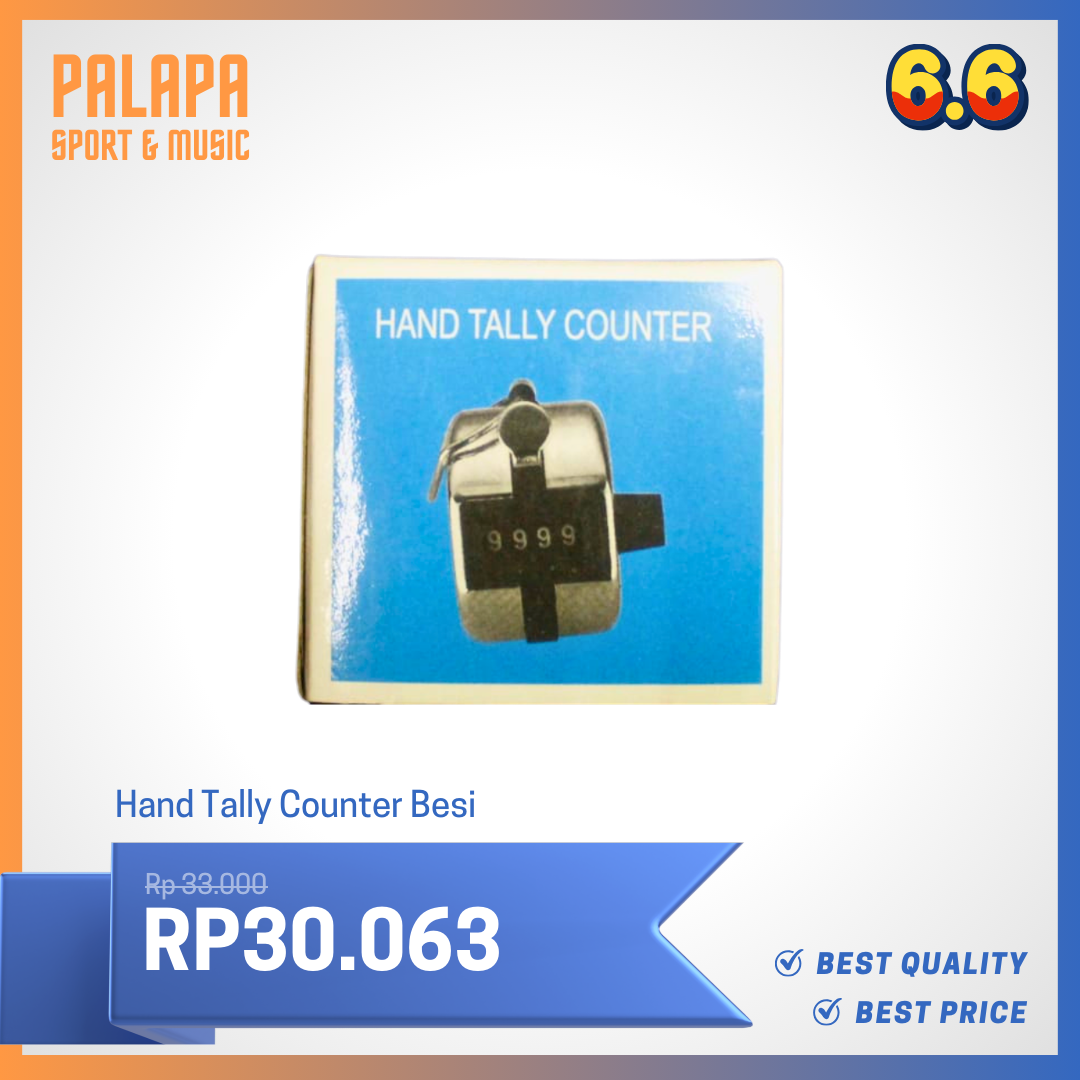 PALAPA
SPORT & MUSIC
6.6
HAND TALLY COUNTER
9999
Hand Tally Counter Besi
Rp 33.000
RP30.063
BEST QUALITY
BEST PRICE